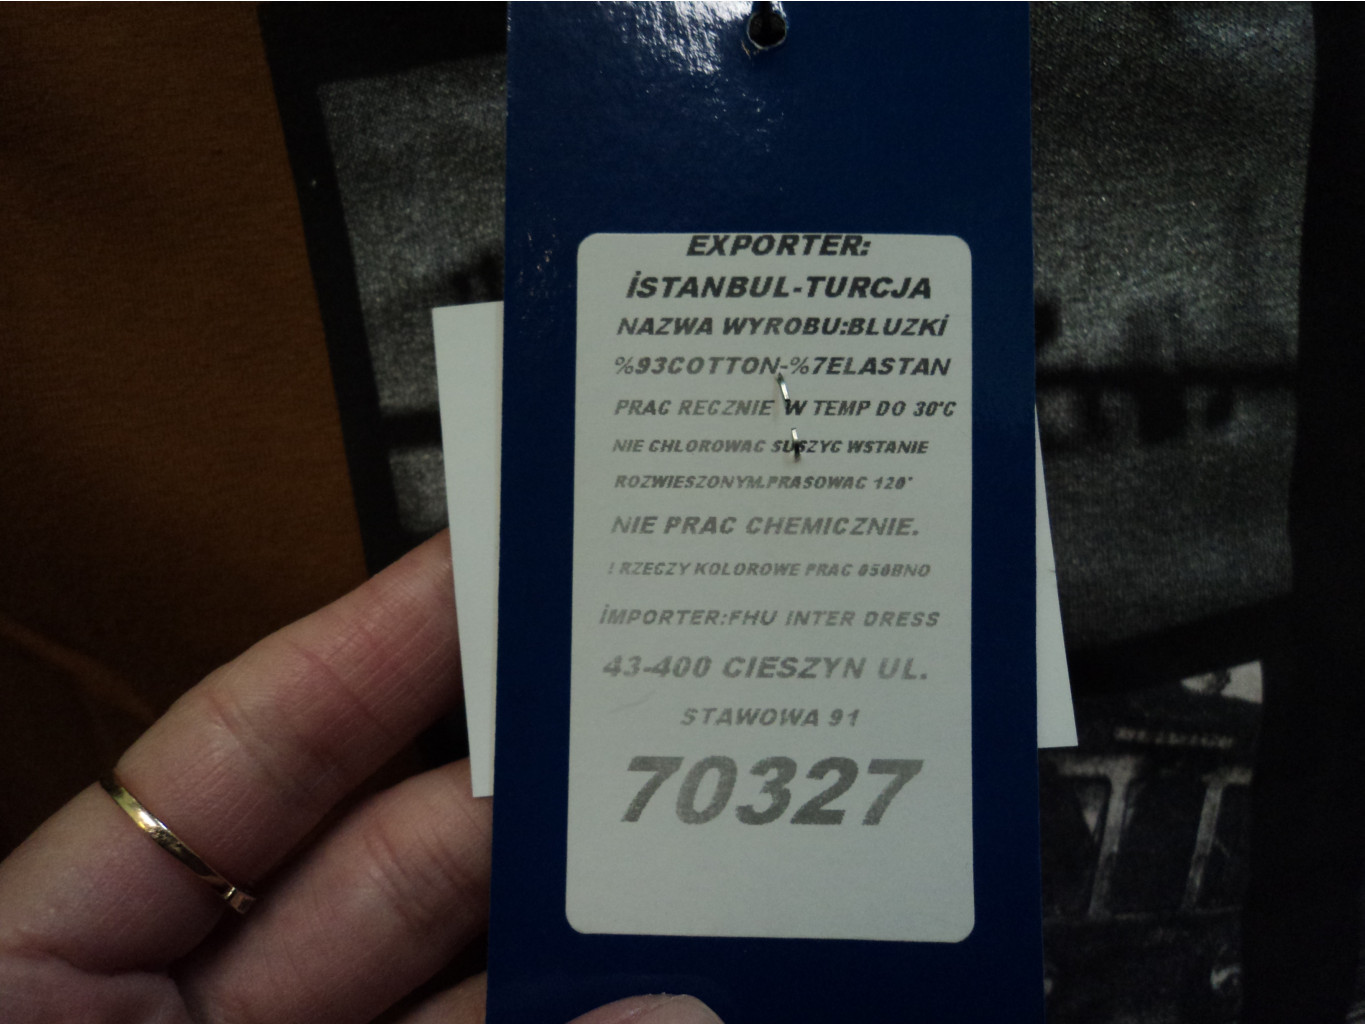 EXPORTER:
İSTANBUL-TURCJA
NAZWA WYROBU:BLUZKİ
%93COTTON-%7ELASTAN
PRAC RECZNIE W TEMP DO 30°C
NIE CHLOROWAC SUSZYC WSTANIE
ROZWIESZONYM.PRASOWAC 120°
NIE PRAC CHEMICZNIE.
! RZECZY KOLOROWE PRAC
İMPORTER:FHU INTER DRESS
43-400 CIESZYN UL.
STAWOWA 91
70327